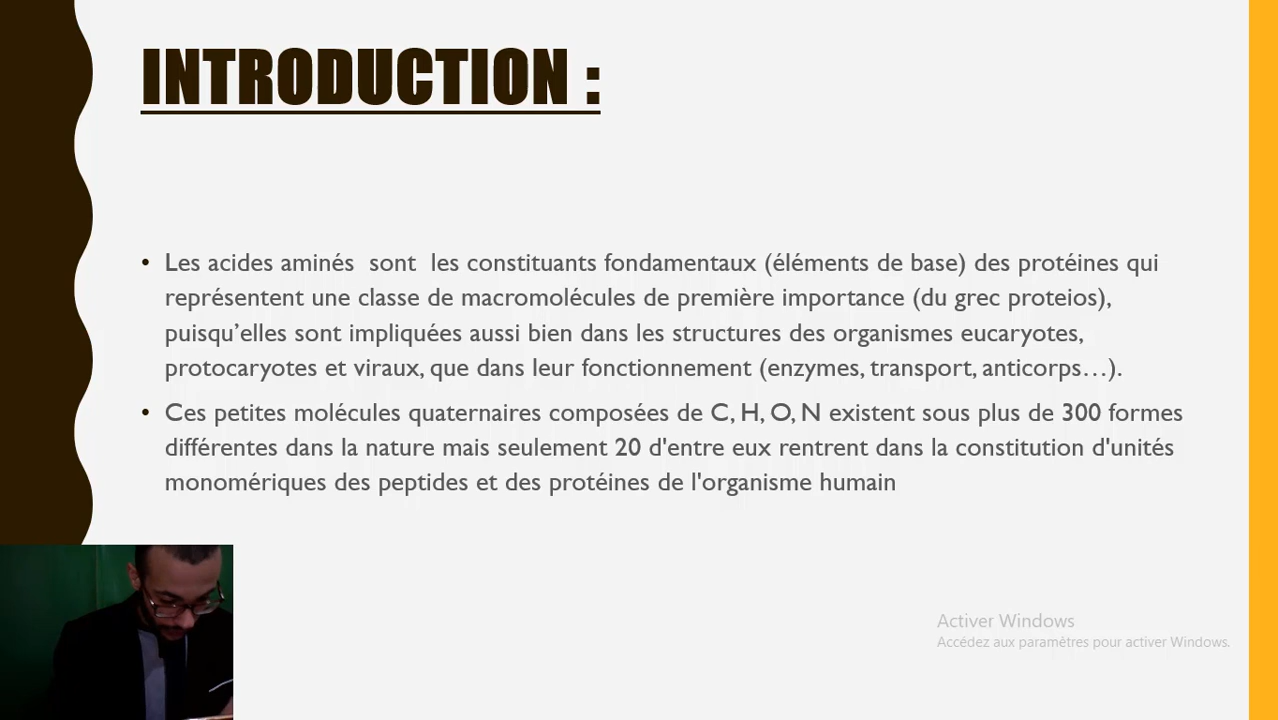 INTRODUCTION :
• Les acides aminés sont les constituants fondamentaux (éléments de base) des protéines qui
représentent une classe de macromolécules de première importance (du grec proteios),
puisqu’elles sont impliquées aussi bien dans les structures des organismes eucaryotes,
protocaryotes et viraux, que dans leur fonctionnement (enzymes, transport, anticorps…).
• Ces petites molécules quaternaires composées de C, H, O, N existent sous plus de 300 formes
différentes dans la nature mais seulement 20 d'entre eux rentrent dans la constitution d'unités
monomériques des peptides et des protéines de l'organisme humain
Activer Windows
Accédez aux paramètres pour activer Windows.